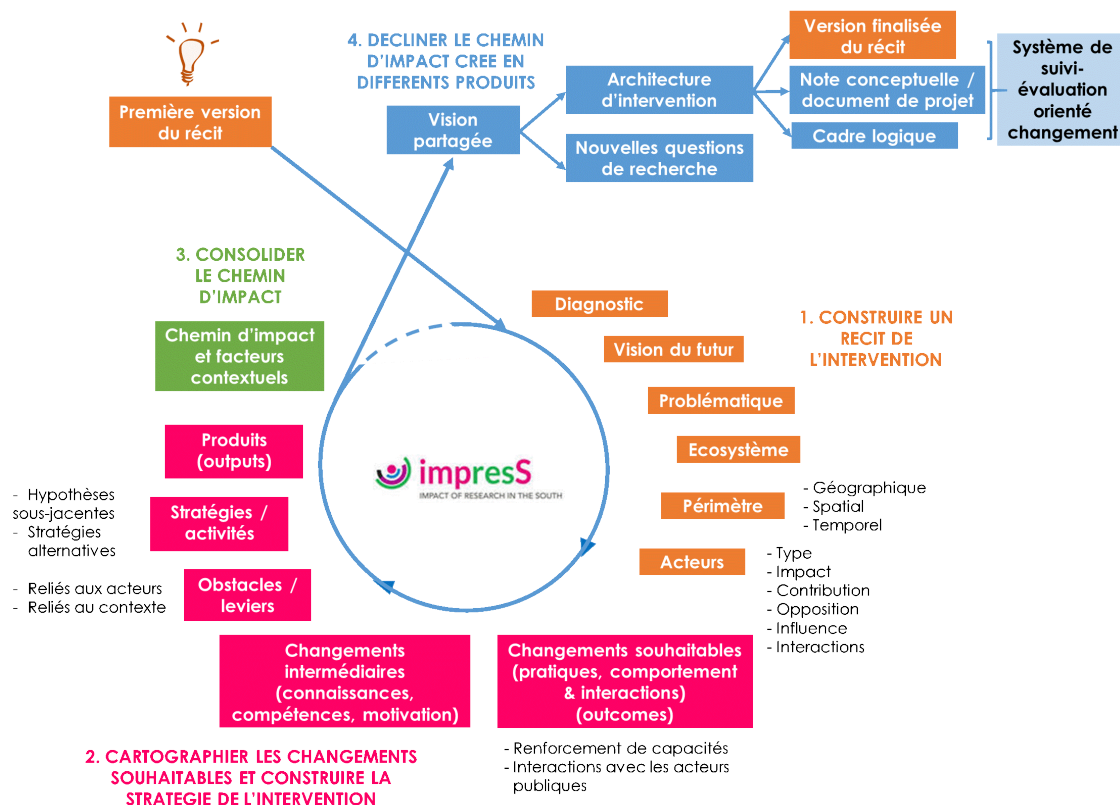 4. DECLINER LE CHEMIN
D'IMPACT CREE EN
DIFFERENTS PRODUITS
Première version
du récit
Vision
partagée
Architecture
d'intervention
Nouvelles questions
de recherche
Version finalisée
du récit
Note conceptuelle /
document de projet
Cadre logique
Système de
suivi-
évaluation
orienté
changement
3. CONSOLIDER
LE CHEMIN
D'IMPACT
Chemin d'impact
et facteurs
contextuels
1. CONSTRUIRE UN
RECIT DE
L'INTERVENTION
Diagnostic
Vision du futur
Problématique
Ecosystème
Périmètre
- Géographique
- Spatial
- Temporel
Acteurs
- Type
- Impact
- Contribution
- Opposition
- Influence
- Interactions
impresS
IMPACT OF RESEARCH IN THE SOUTH
Produits
(outputs)
- Hypothèses
sous-jacentes
- Stratégies
alternatives
Stratégies /
activités
- Reliés aux acteurs
- Reliés au contexte
Obstacles /
leviers
Changements
intermédiaires
(connaissances,
compétences, motivation)
Changements souhaitables
(pratiques, comportement
& interactions)
(outcomes)
- Renforcement de capacités
- Interactions avec les acteurs
publiques
2. CARTOGRAPHIER LES CHANGEMENTS
SOUHAITABLES ET CONSTRUIRE LA
STRATEGIE DE L'INTERVENTION